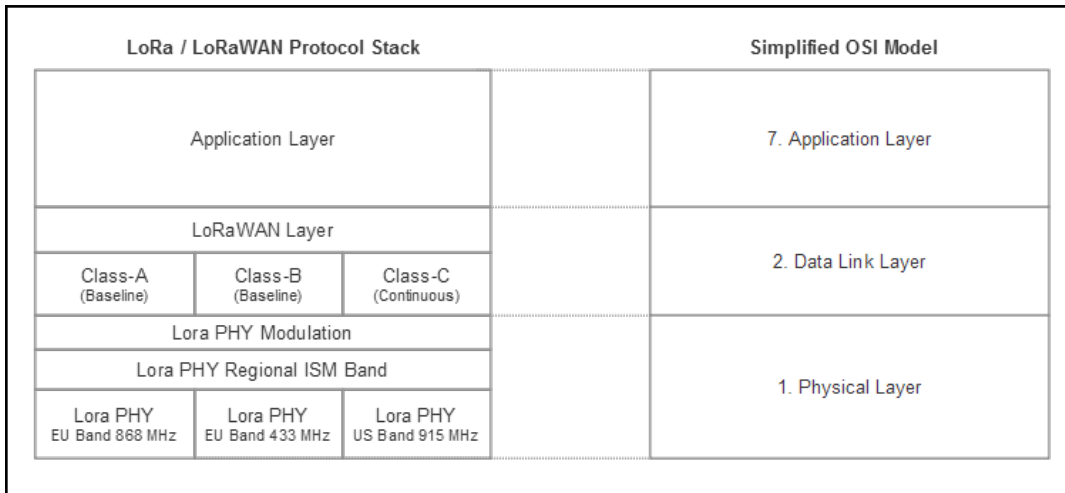 LoRa / LoRaWAN Protocol Stack
Simplified OSI Model
Application Layer
7. Application Layer
LoRaWAN Layer
2. Data Link Layer
Class-A
(Baseline)
Class-B
(Baseline)
Class-C
(Continuous)
Lora PHY Modulation
Lora PHY Regional ISM Band
1. Physical Layer
Lora PHY
EU Band 868 MHz
Lora PHY
EU Band 433 MHz
Lora PHY
US Band 915 MHz